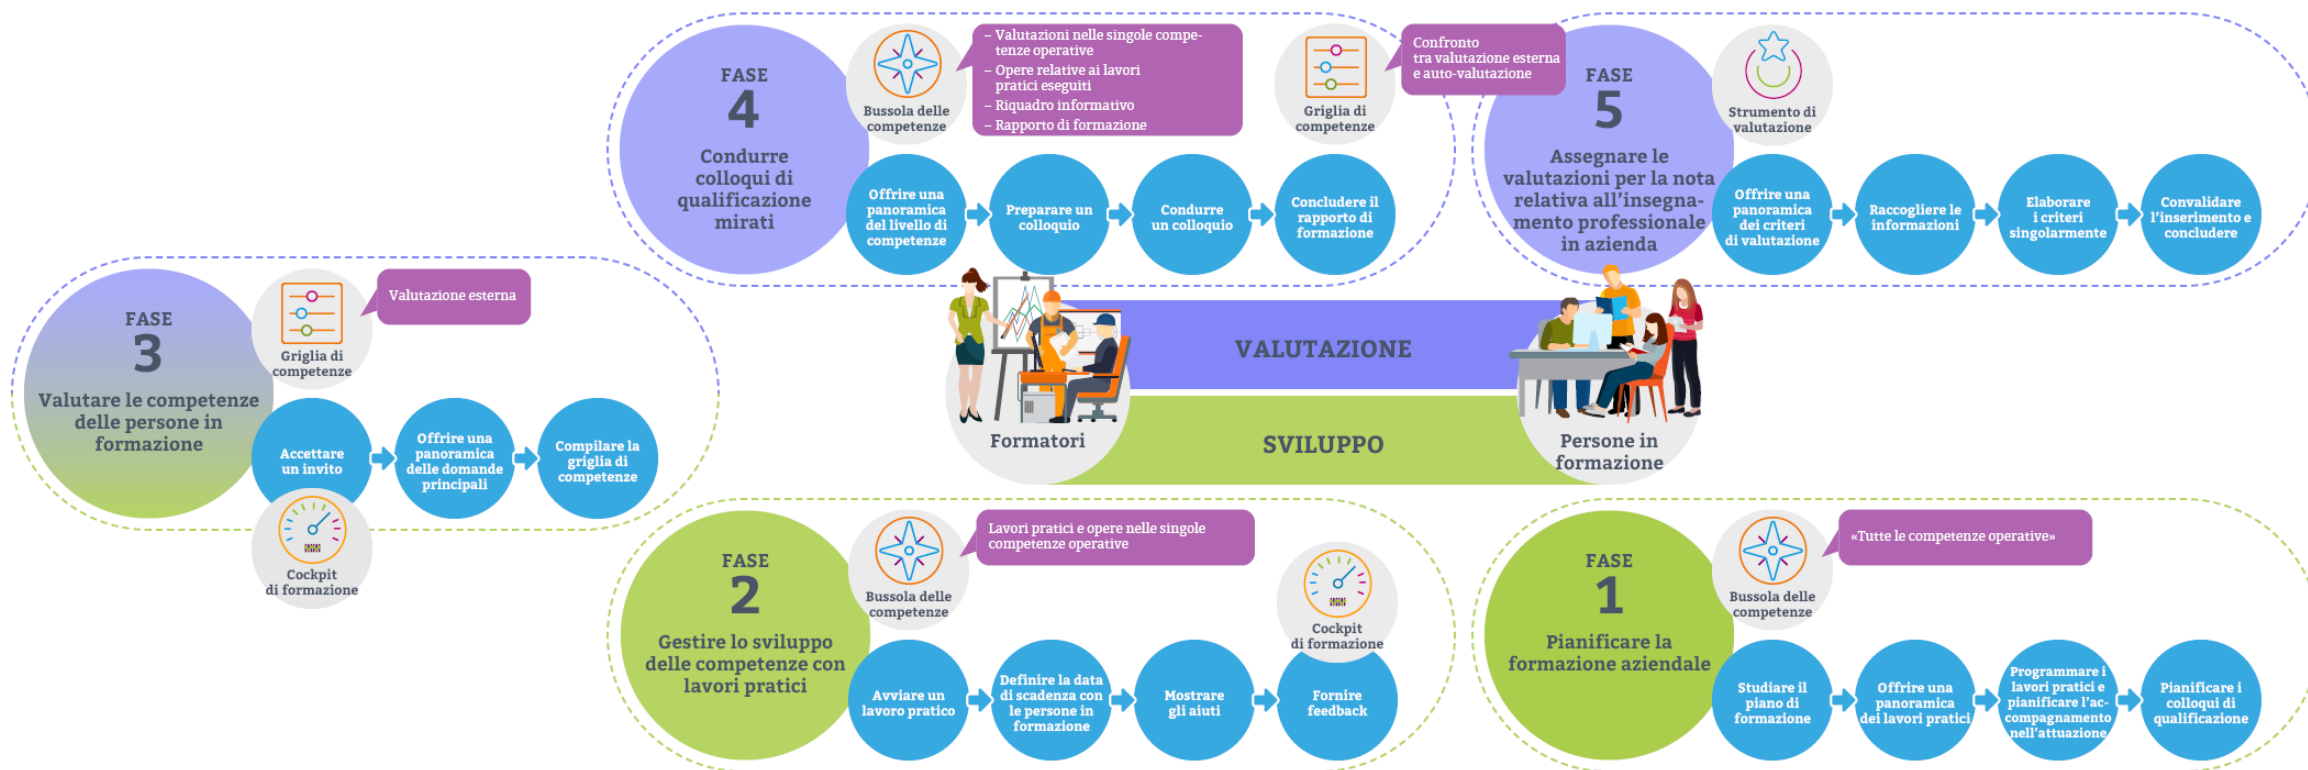 FASE
4
Condurre
colloqui di
qualificazione
mirati
Bussola delle
competenze
– Valutazioni nelle singole compe-
tenze operative
– Opere relative ai lavori
pratici eseguiti
– Riquadro informativo
– Rapporto di formazione
Griglia di
competenze
Confronto
tra valutazione esterna
e auto-valutazione
Offrire una
panoramica
del livello di
competenze
Preparare un
colloquio
Condurre
un colloquio
Concludere il
rapporto di
formazione
FASE
5
Assegnare le
valutazioni per la nota
relativa all’insegna-
mento professionale
in azienda
Strumento di
valutazione
Offrire una
panoramica
dei criteri
di valutazione
Raccogliere le
informazioni
Elaborare
i criteri
singolarmente
Convalidare
l’inserimento e
concludere
FASE
3
Valutare le competenze
delle persone in
formazione
Griglia di
competenze
Valutazione esterna
Accettare
un invito
Offrire una
panoramica
delle domande
principali
Compilare la
griglia di
competenze
Cockpit
di formazione
Formatori
VALUTAZIONE
SVILUPPO
Persone in
formazione
FASE
2
Gestire lo sviluppo
delle competenze con
lavori pratici
Bussola delle
competenze
Lavori pratici e opere nelle singole
competenze operative
Cockpit
di formazione
Avviare un
lavoro pratico
Definire la data
di scadenza con
le persone in
formazione
Mostrare
gli aiuti
Fornire
feedback
FASE
1
Pianificare la
formazione aziendale
Bussola delle
competenze
«Tutte le competenze operative»
Studiare il
piano di
formazione
Offrire una
panoramica
dei lavori pratici
Programmare i
lavori pratici e
pianificare l’ac-
compagnamento
nell’attuazione
Pianificare i
colloqui di
qualificazione